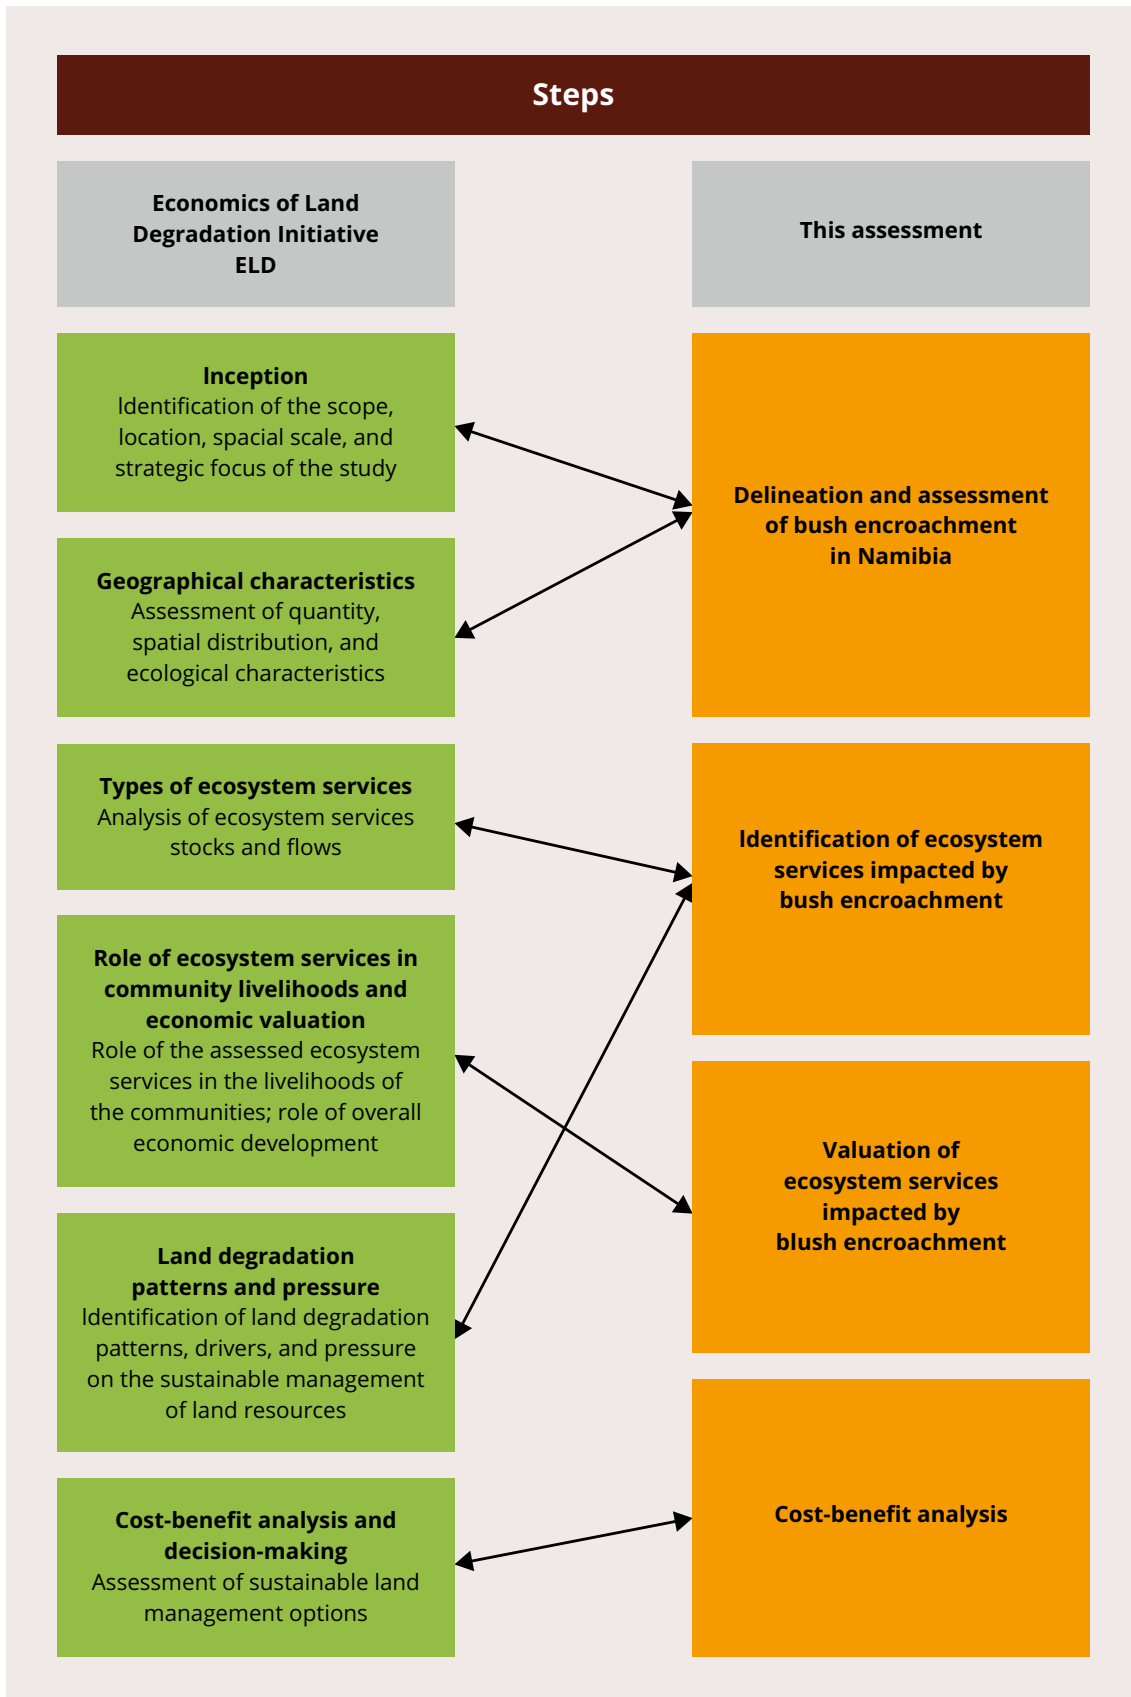 Steps
Economics of Land
Degradation Initiative
ELD
This assessment
Inception
Identification of the scope,
location, spacial scale, and
strategic focus of the study
Geographical characteristics
Assessment of quantity,
spatial distribution, and
ecological characteristics
Delineation and assessment
of bush encroachment
in Namibia
Types of ecosystem services
Analysis of ecosystem services
stocks and flows
Identification of ecosystem
services impacted by
bush encroachment
Role of ecosystem services in
community livelihoods and
economic valuation
Role of the assessed ecosystem
services in the livelihoods of
the communities; role of overall
economic development
Valuation of
ecosystem services
impacted by
blush encroachment
Land degradation
patterns and pressure
Identification of land degradation
patterns, drivers, and pressure
on the sustainable management
of land resources
Cost-benefit analysis and
decision-making
Assessment of sustainable land
management options
Cost-benefit analysis